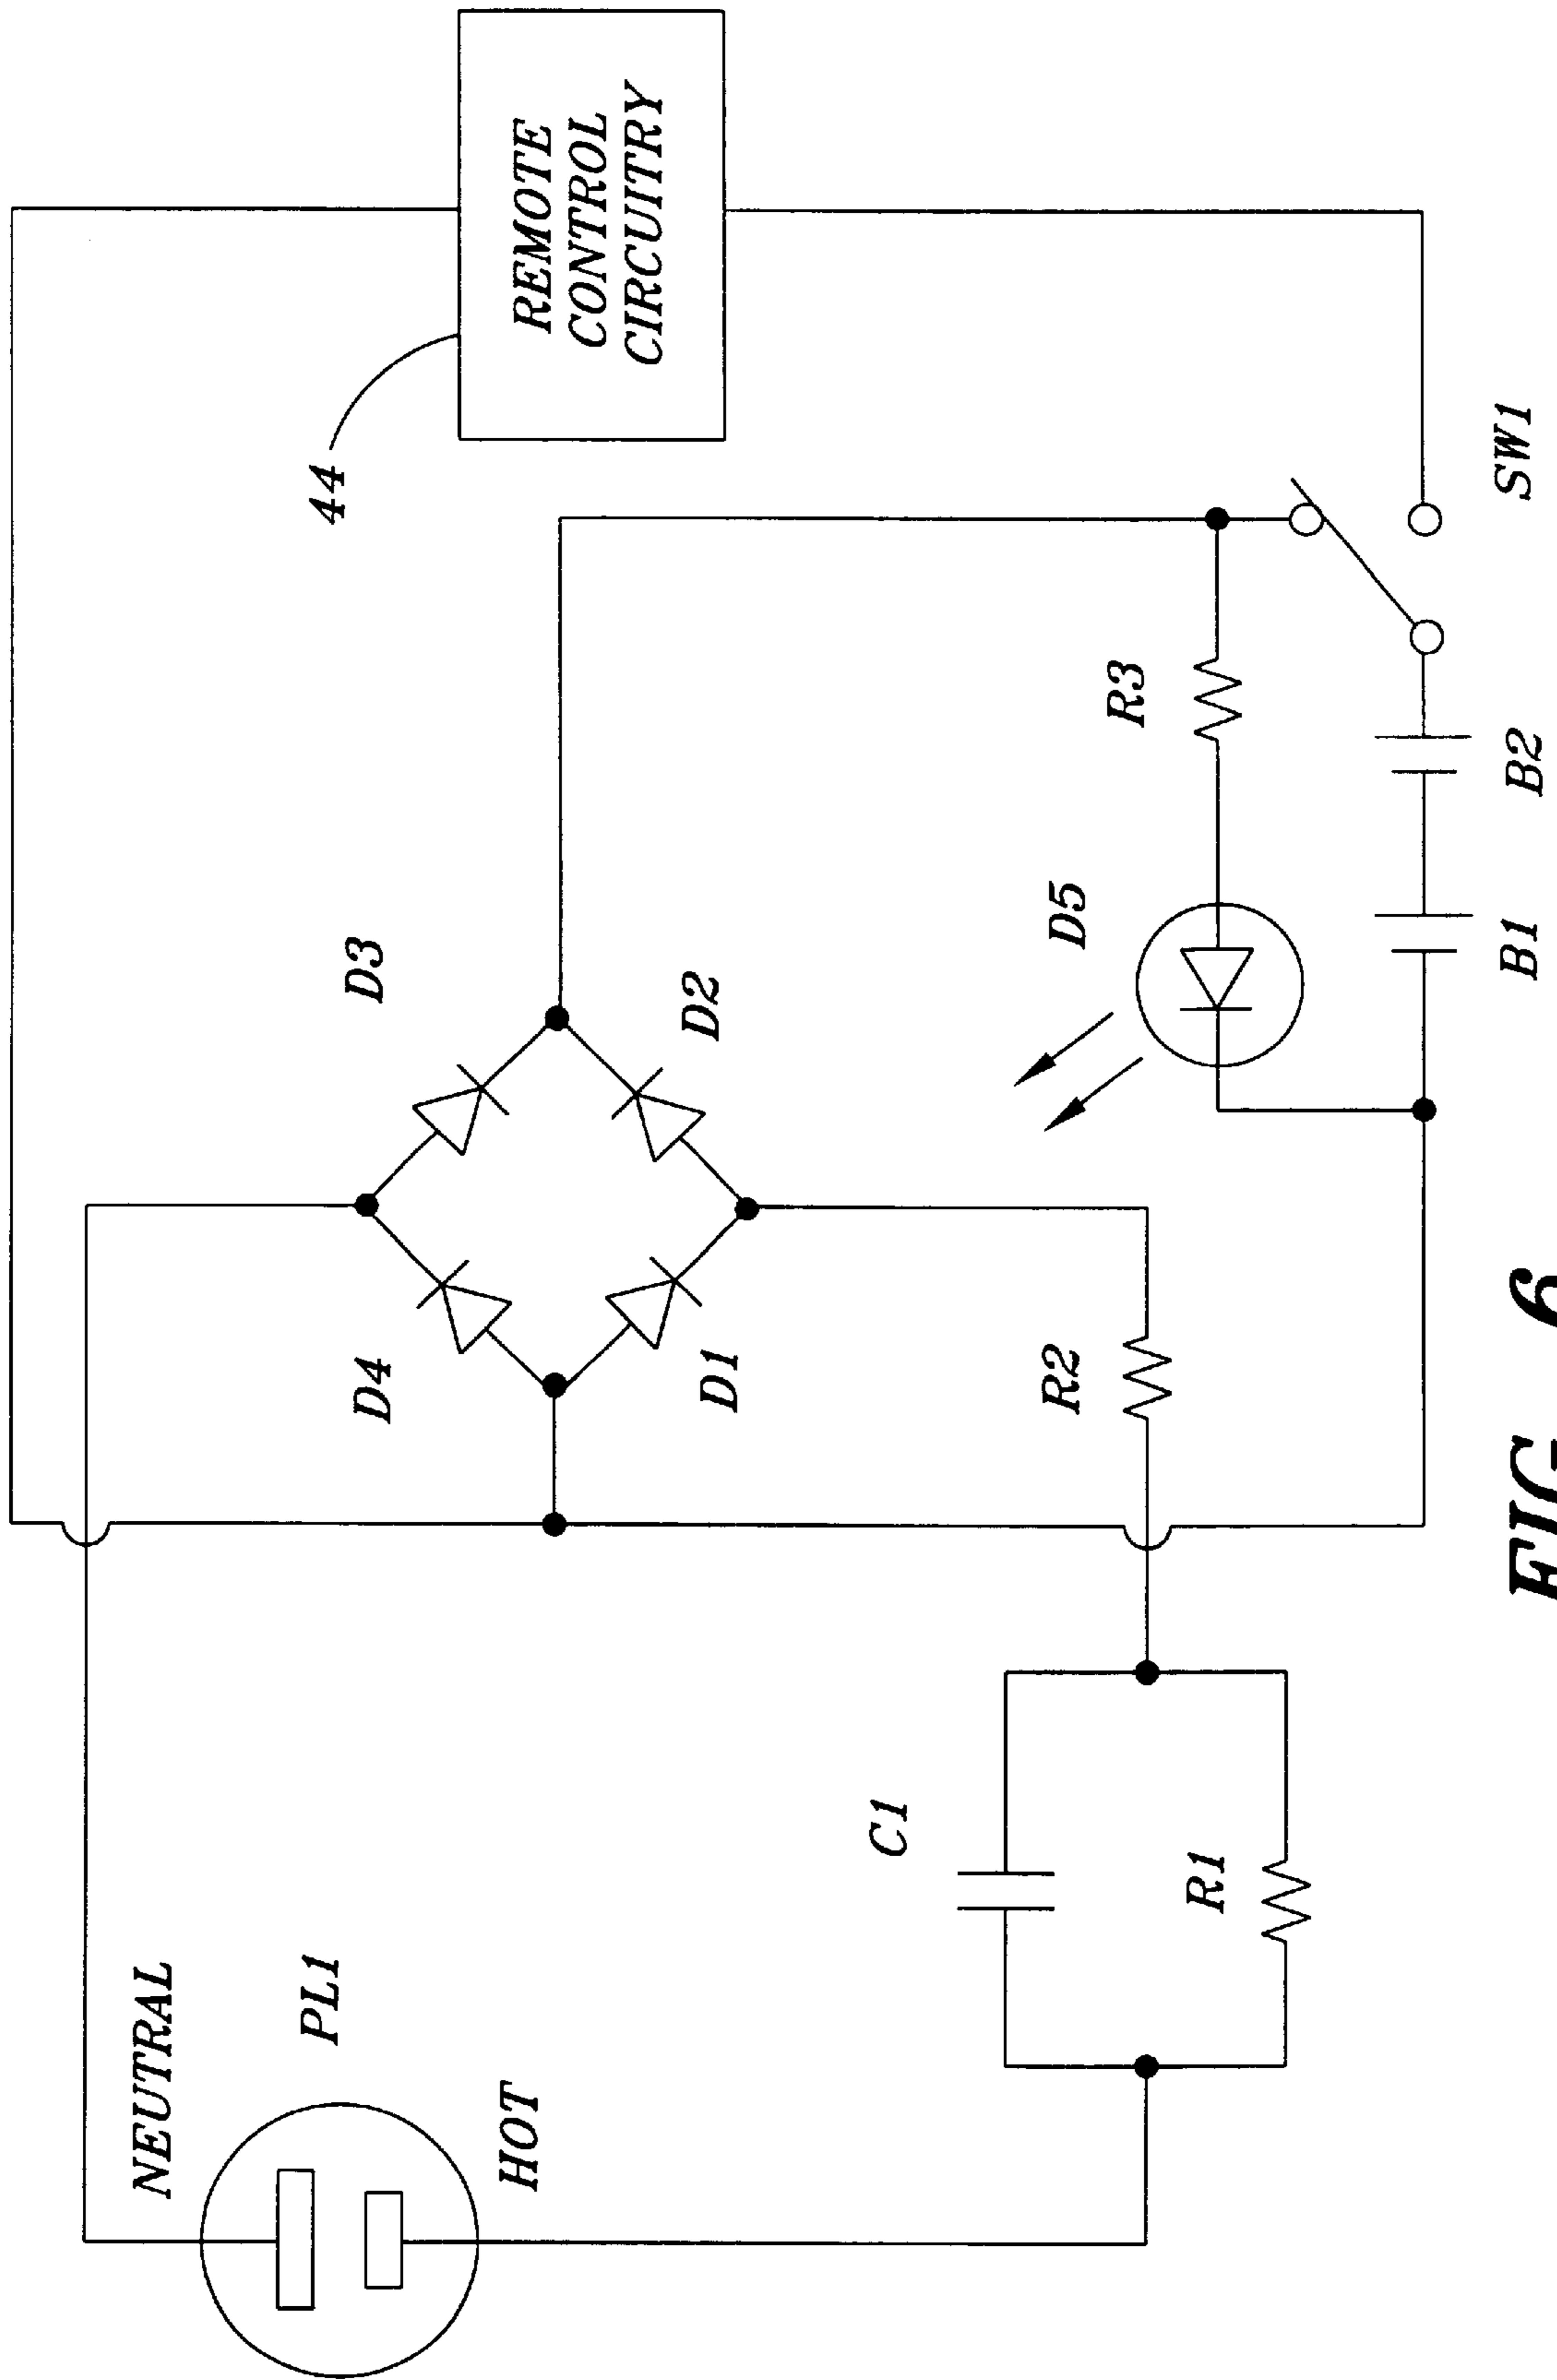 NEUTRAL
PL1
HOT
C1
R1
D4
D3
D1
D2
R2
D5
R3
B1
B2
SW1
44
REMOTE
CONTROL
CIRCUITRY
FIG. 6